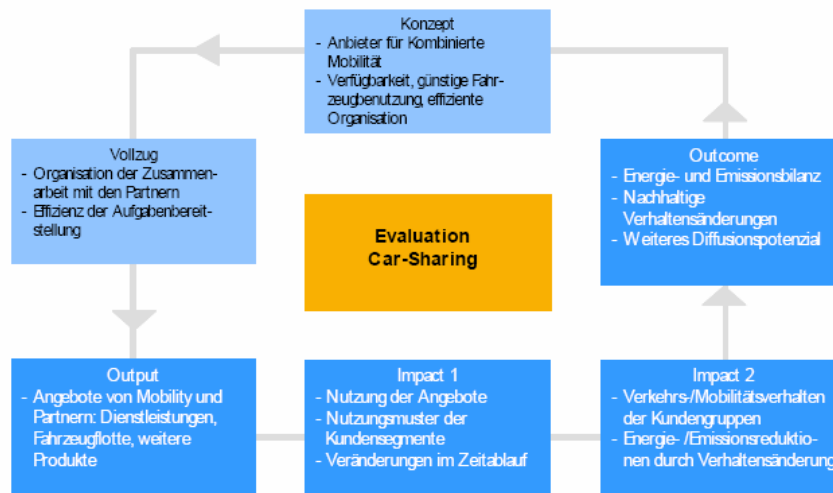 Konzept
- Anbieter für Kombinierte
Mobilität
- Verfügbarkeit, günstige Fahr-
zeugbenutzung, effiziente
Organisation
Vollzug
- Organisation der Zusammen-
arbeit mit den Partnern
- Effizienz der Aufgabenbereit-
stellung
Outcome
- Energie- und Emissionsbilanz
- Nachhaltige
Verhaltensänderungen
- Weiteres Diffusionspotenzial
Evaluation
Car-Sharing
Output
- Angebote von Mobility und
Partnern: Dienstleistungen,
Fahrzeugflotte, weitere
Produkte
Impact 1
- Nutzung der Angebote
- Nutzungsmuster der
Kundensegmente
- Veränderungen im Zeitablauf
Impact 2
- Verkehrs-/Mobilitätsverhalten
der Kundengruppen
- Energie- /Emissionsreduktio-
nen durch Verhaltensänderung